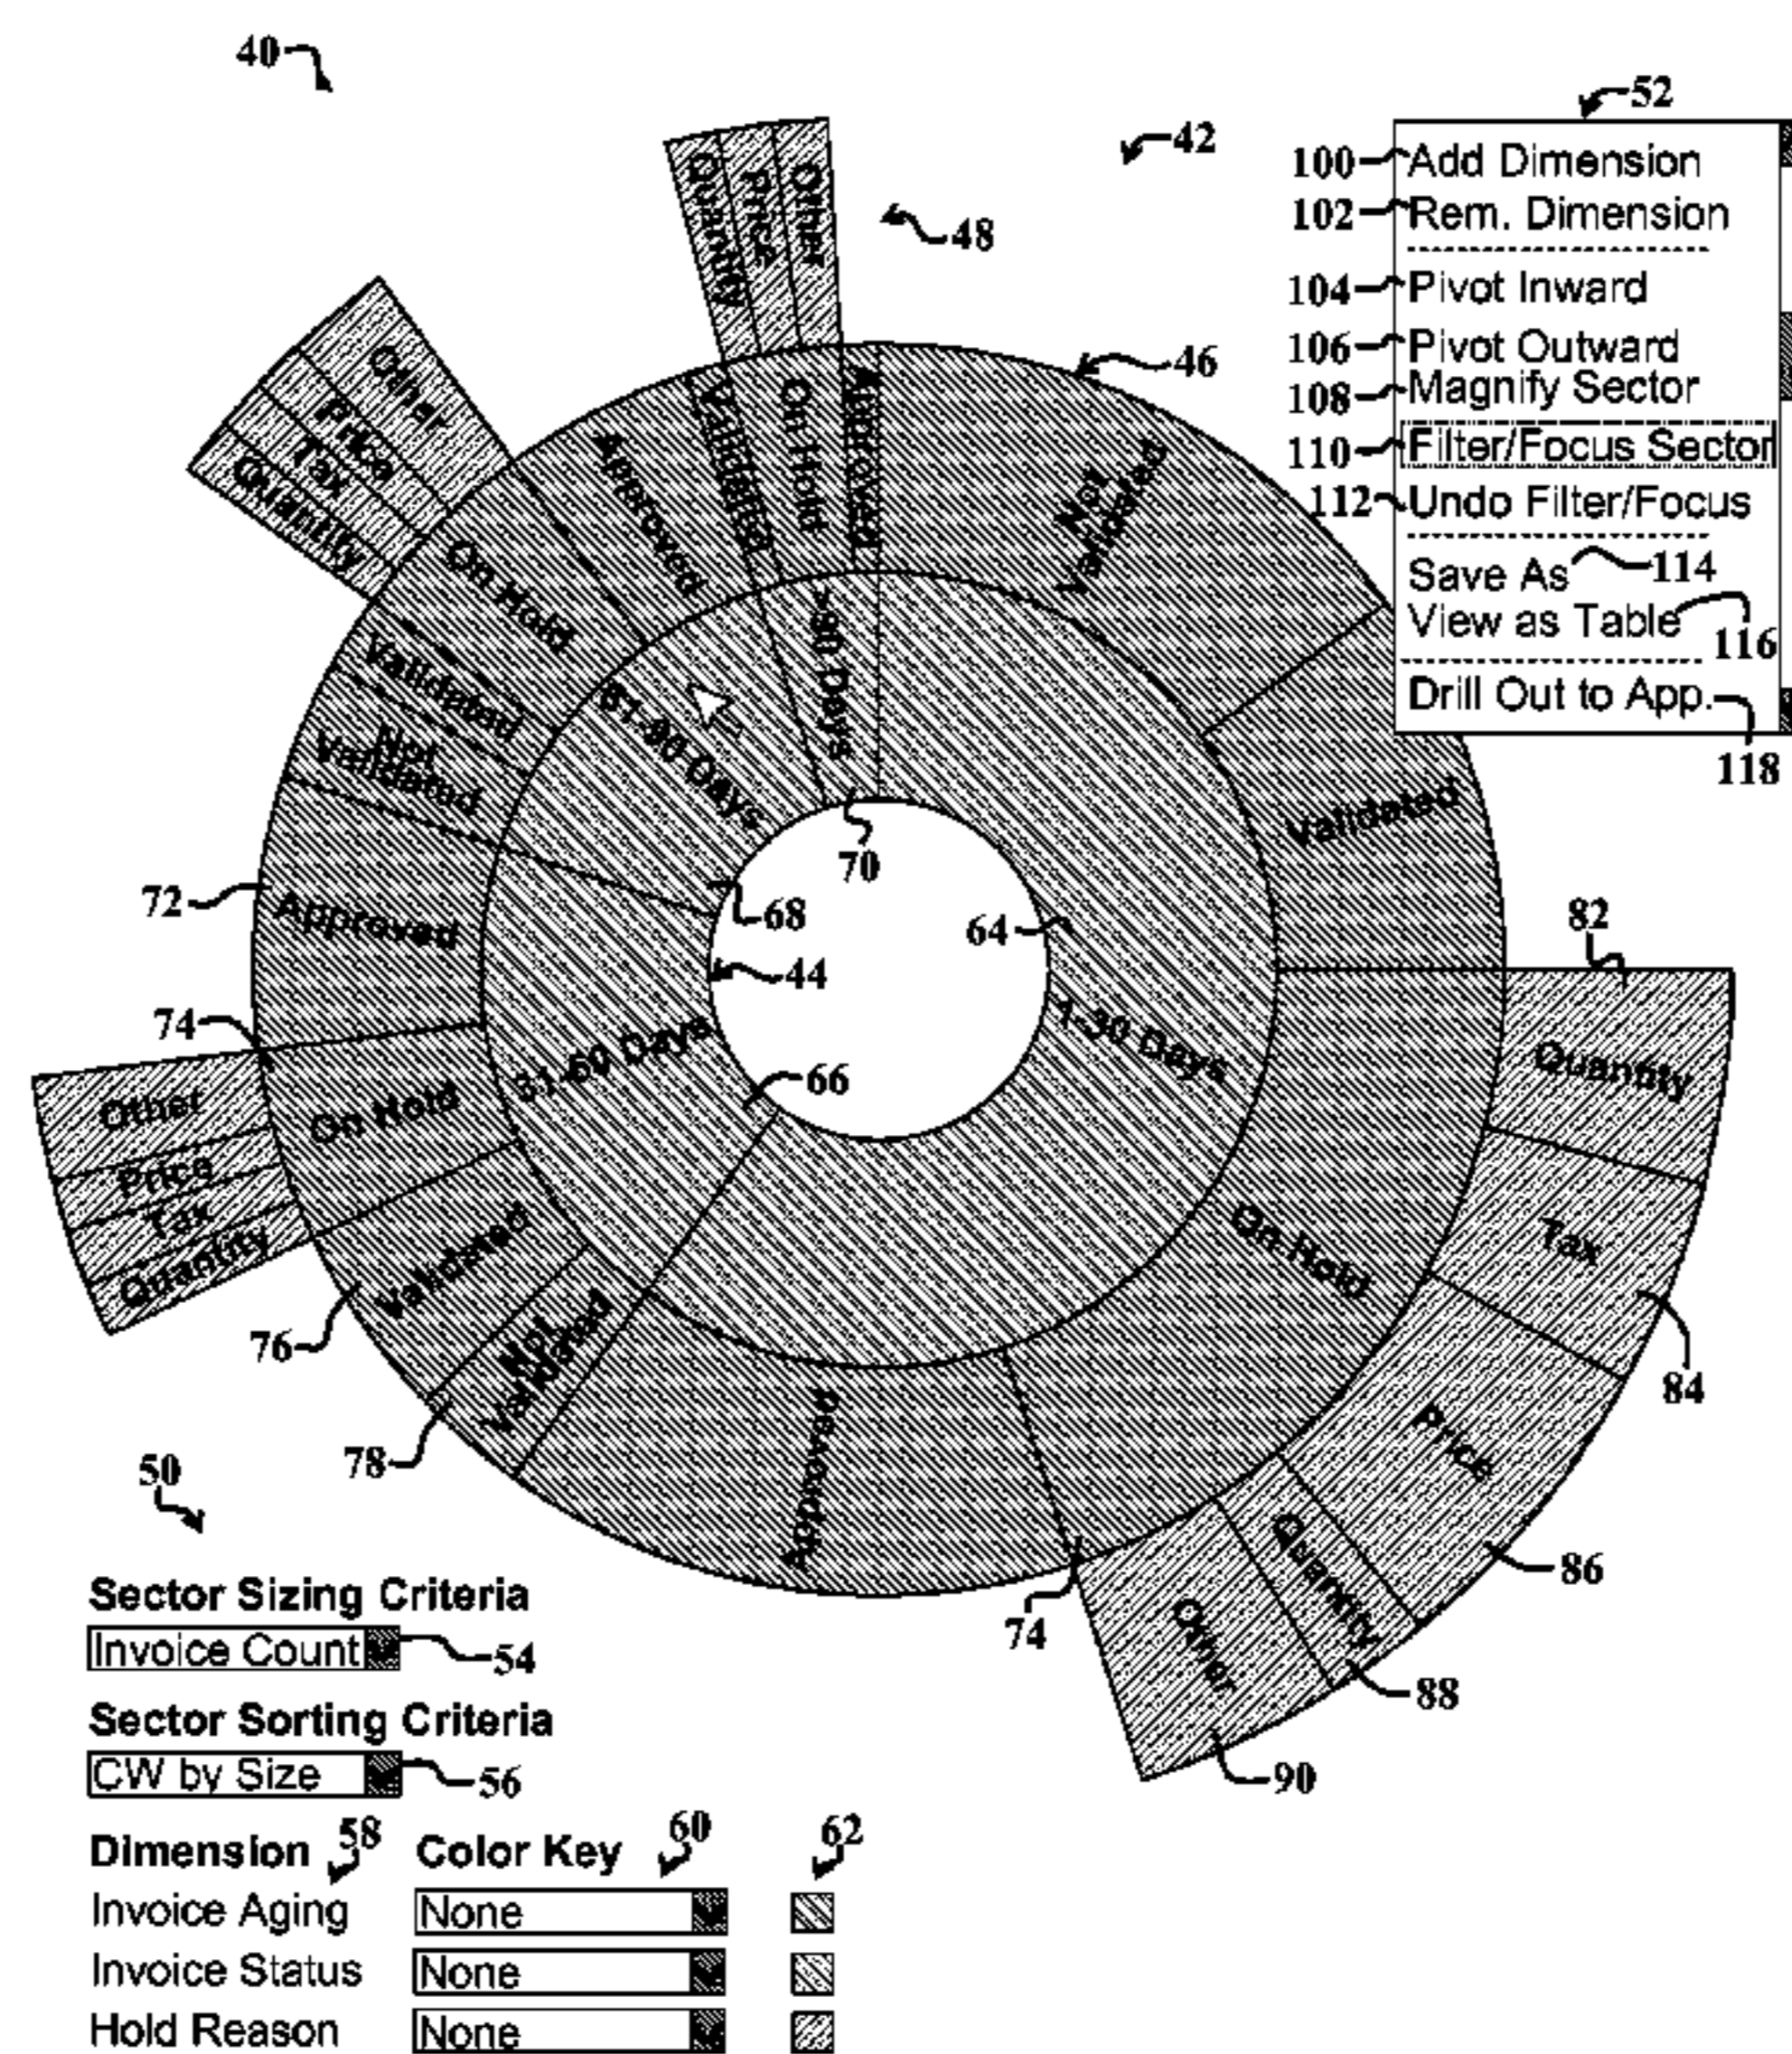 40
42
52
100 Add Dimension
102 Rem. Dimension
104 Pivot Inward
106 Pivot Outward
108 Magnify Sector
110 Filter/Focus Sector
112 Undo Filter/Focus
Save As 114
View as Table 116
Drill Out to App. 118
48
46
Quantity
Price
Other
Other
Price
Tax
Quantity
Approved
Validated
On Hold
Approved
Not
Validated
On Hold
Validated
Not
Validated
61-90 Days
>90 Days
Validated
70
68
64
72
Approved
44
82
74
31-60 Days
1-30 Days
66
Quantity
Other
Price
Tax
Quantity
On Hold
Validated
On Hold
Tax
76
Not
Validated
84
78
Approved
Price
50
74
Quantity
86
Other
88
90
Sector Sizing Criteria
Invoice Count 54
Sector Sorting Criteria
CW by Size 56
Dimension 58 Color Key 60 62
Invoice Aging None
Invoice Status None
Hold Reason None